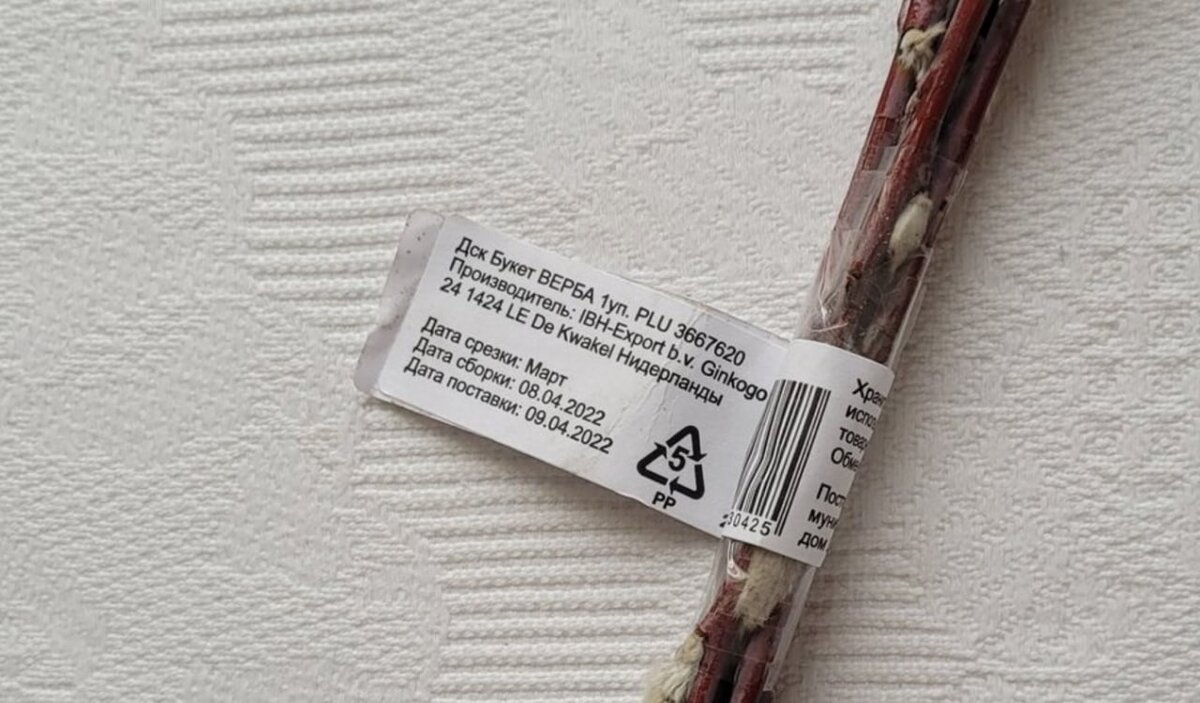 Дск Букет ВЕРБА 1уп. PLU 3667620
Производитель: IBH-Export b.v. Ginkogo
24 1424 LE De Kwakel Нидерланды
Дата срезки: Март
Дата сборки: 08.04.2022
Дата поставки: 09.04.2022
5
PP
30425